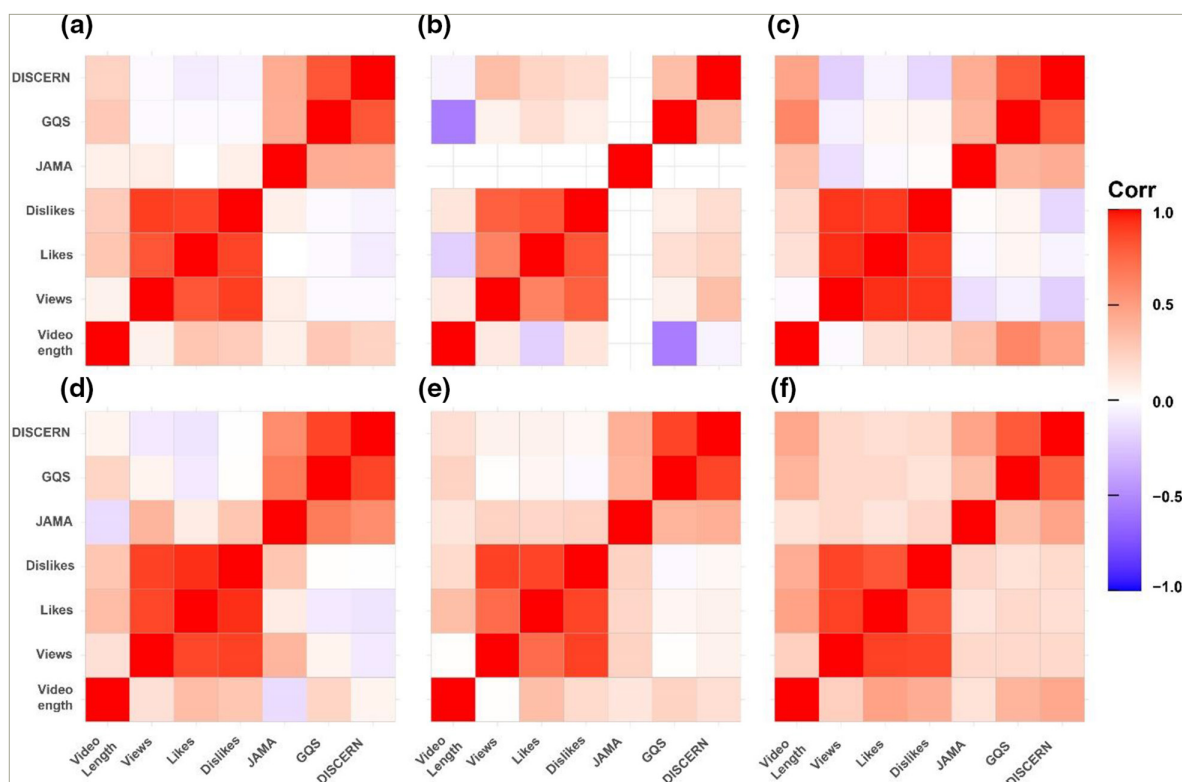 (a)
(b)
(c)
DISCERN
GQS
JAMA
Dislikes
Likes
Views
Video
ength
(d)
(e)
(f)
DISCERN
GQS
JAMA
Dislikes
Likes
Views
Video
ength
Video
Length
Views
Likes
Dislikes
JAMA
GQS
DISCERN
Video
Length
Views
Likes
Dislikes
JAMA
GQS
DISCERN
Video
Length
Views
Likes
Dislikes
JAMA
GQS
DISCERN
Corr
1.0
0.5
0.0
−0.5
−1.0